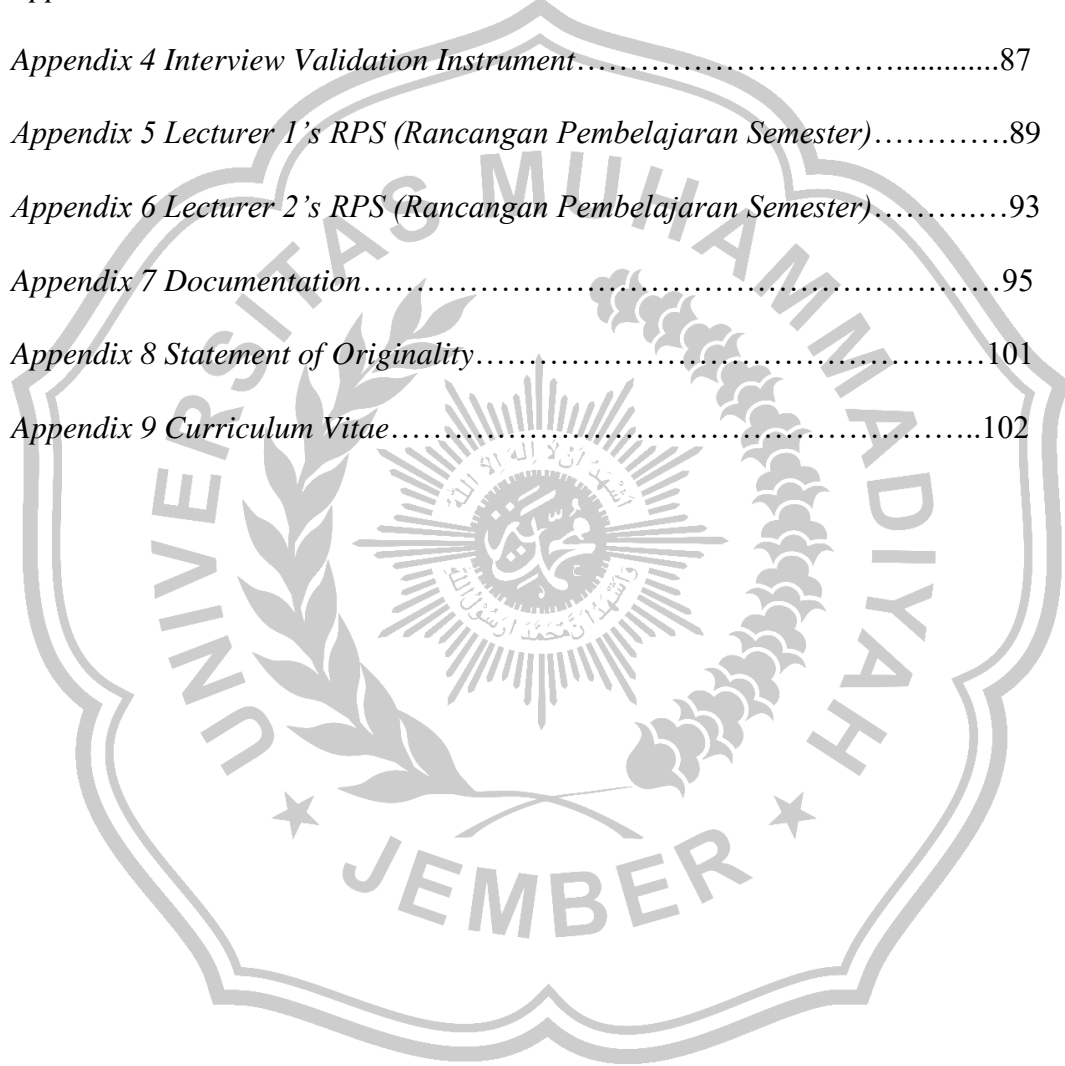 Appendix 4 Interview Validation Instrument…………………………….............87
Appendix 5 Lecturer 1’s RPS (Rancangan Pembelajaran Semester)………….89
Appendix 6 Lecturer 2’s RPS (Rancangan Pembelajaran Semester)……….…93
Appendix 7 Documentation…………………………………………………………95
Appendix 8 Statement of Originality…………………………………………101
Appendix 9 Curriculum Vitae…………………………………………………..102
UNIVERSITAS MUHAMMADIYAH
JEMBER